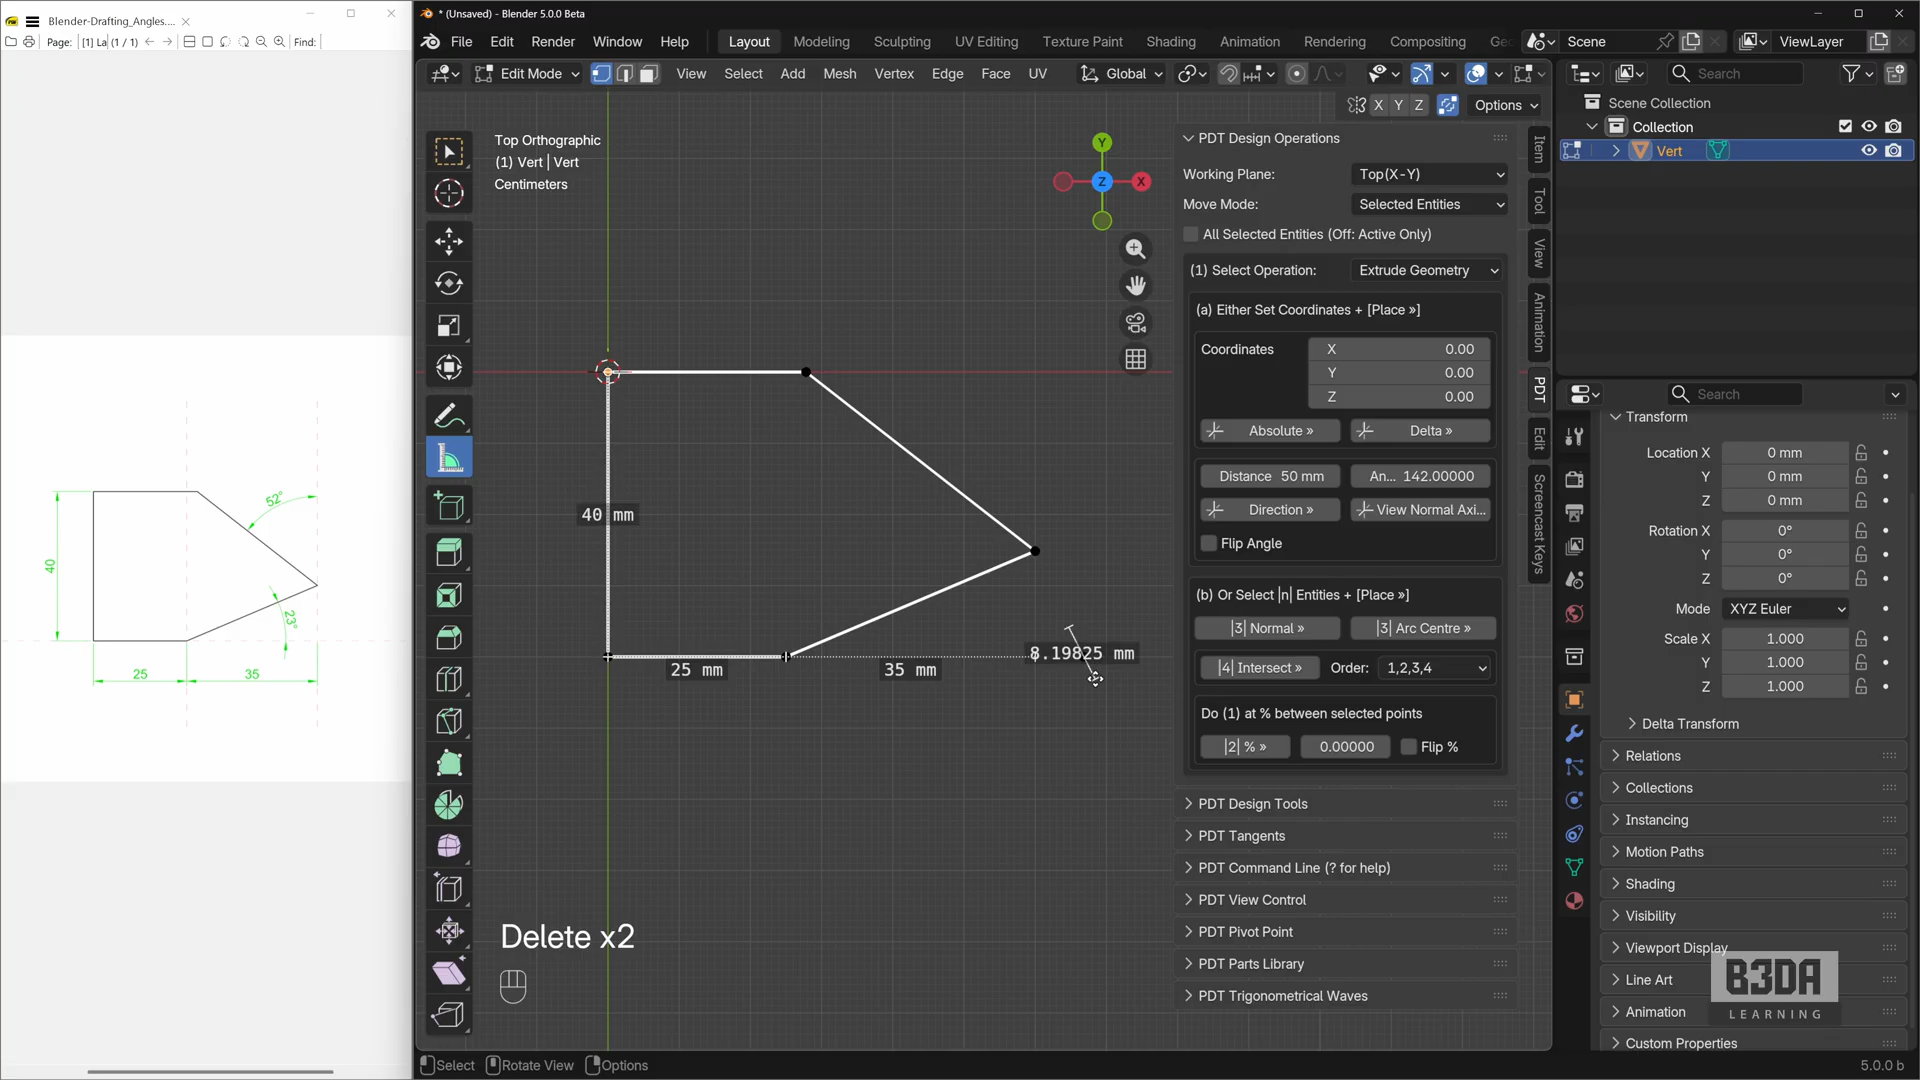 Blender-Drafting_Angles....
Page: [1] La (1 / 1) Find:
52°
40
23°
25
35
* (Unsaved) - Blender 5.0.0 Beta
File Edit Render Window Help Layout Modeling Sculpting UV Editing Texture Paint Shading Animation Rendering Compositing Ge Scene ViewLayer
Edit Mode View Select Add Mesh Vertex Edge Face UV Global
X Y Z Options
Top Orthographic
(1) Vert | Vert
Centimeters
Y
Z
X
40 mm
25 mm
35 mm
8.19825 mm
Delete x2
PDT Design Operations
Working Plane: Top(X-Y)
Move Mode: Selected Entities
All Selected Entities (Off: Active Only)
(1) Select Operation: Extrude Geometry
(a) Either Set Coordinates + [Place »]
Coordinates X 0.00
Y 0.00
Z 0.00
Absolute » Delta »
Distance 50 mm An... 142.00000
Direction » View Normal Axi...
Flip Angle
(b) Or Select |n| Entities + [Place »]
|3| Normal » |3| Arc Centre »
|4| Intersect » Order: 1,2,3,4
Do (1) at % between selected points
|2| % » 0.00000 Flip %
PDT Design Tools
PDT Tangents
PDT Command Line (? for help)
PDT View Control
PDT Pivot Point
PDT Parts Library
PDT Trigonometrical Waves
Item
Tool
View
Animation
PDT
Edit
Screencast Keys
Search
Scene Collection
Collection
Vert
Search
Transform
Location X 0 mm
Y 0 mm
Z 0 mm
Rotation X 0°
Y 0°
Z 0°
Mode XYZ Euler
Scale X 1.000
Y 1.000
Z 1.000
Delta Transform
Relations
Collections
Instancing
Motion Paths
Shading
Visibility
Viewport Display
Line Art
Animation
Custom Properties
B3DA
LEARNING
Select Rotate View Options
5.0.0 b